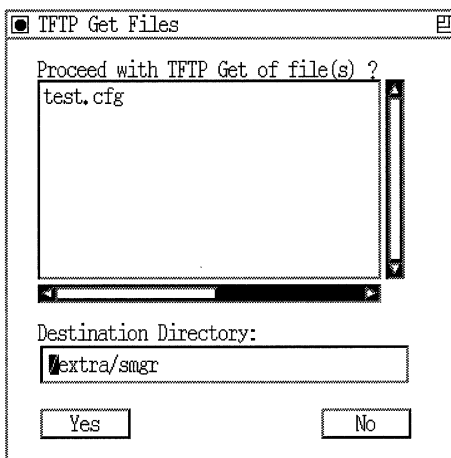 TFTP Get Files
Proceed with TFTP Get of file(s) ?
test.cfg
Destination Directory:
/extra/smgr
Yes
No